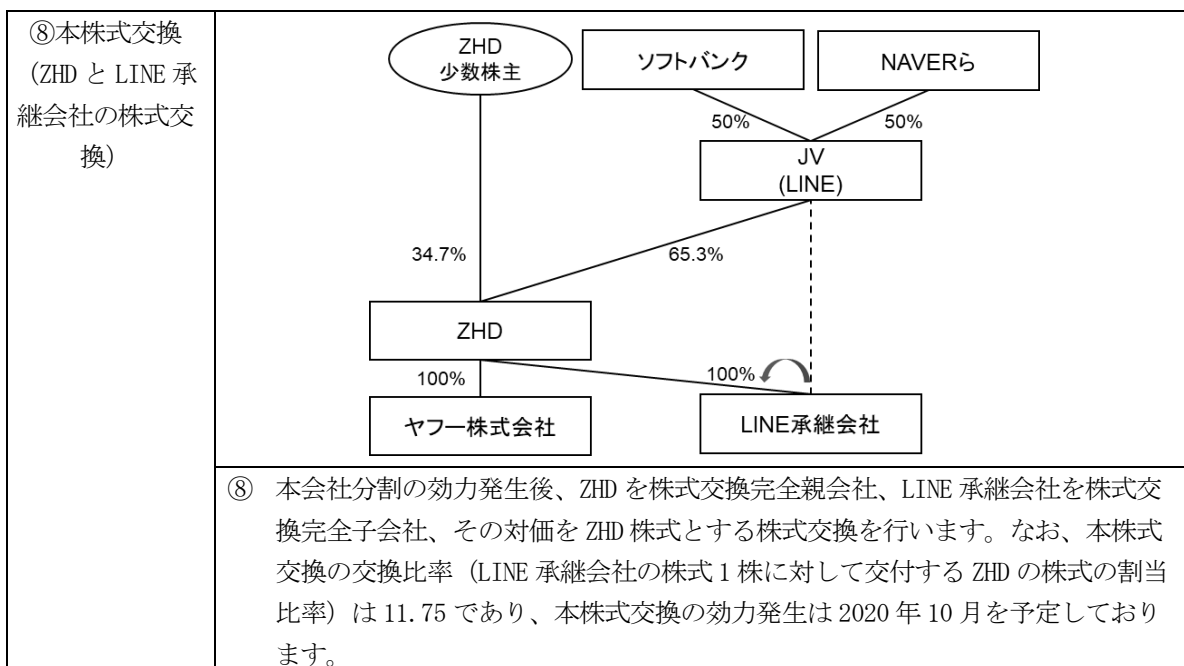 ⑧本株式交換
(ZHD と LINE 承
継会社の株式交
換)
ZHD
少数株主
ソフトバンク
NAVERら
50%
50%
JV
(LINE)
34.7%
65.3%
ZHD
100%
100%
ヤフー株式会社
LINE承継会社
⑧ 本会社分割の効力発生後、ZHD を株式交換完全親会社、LINE 承継会社を株式交
換完全子会社、その対価を ZHD 株式とする株式交換を行います。なお、本株式
交換の交換比率（LINE 承継会社の株式 1 株に対して交付する ZHD の株式の割当
比率）は 11.75 であり、本株式交換の効力発生は 2020 年 10 月を予定しており
ます。